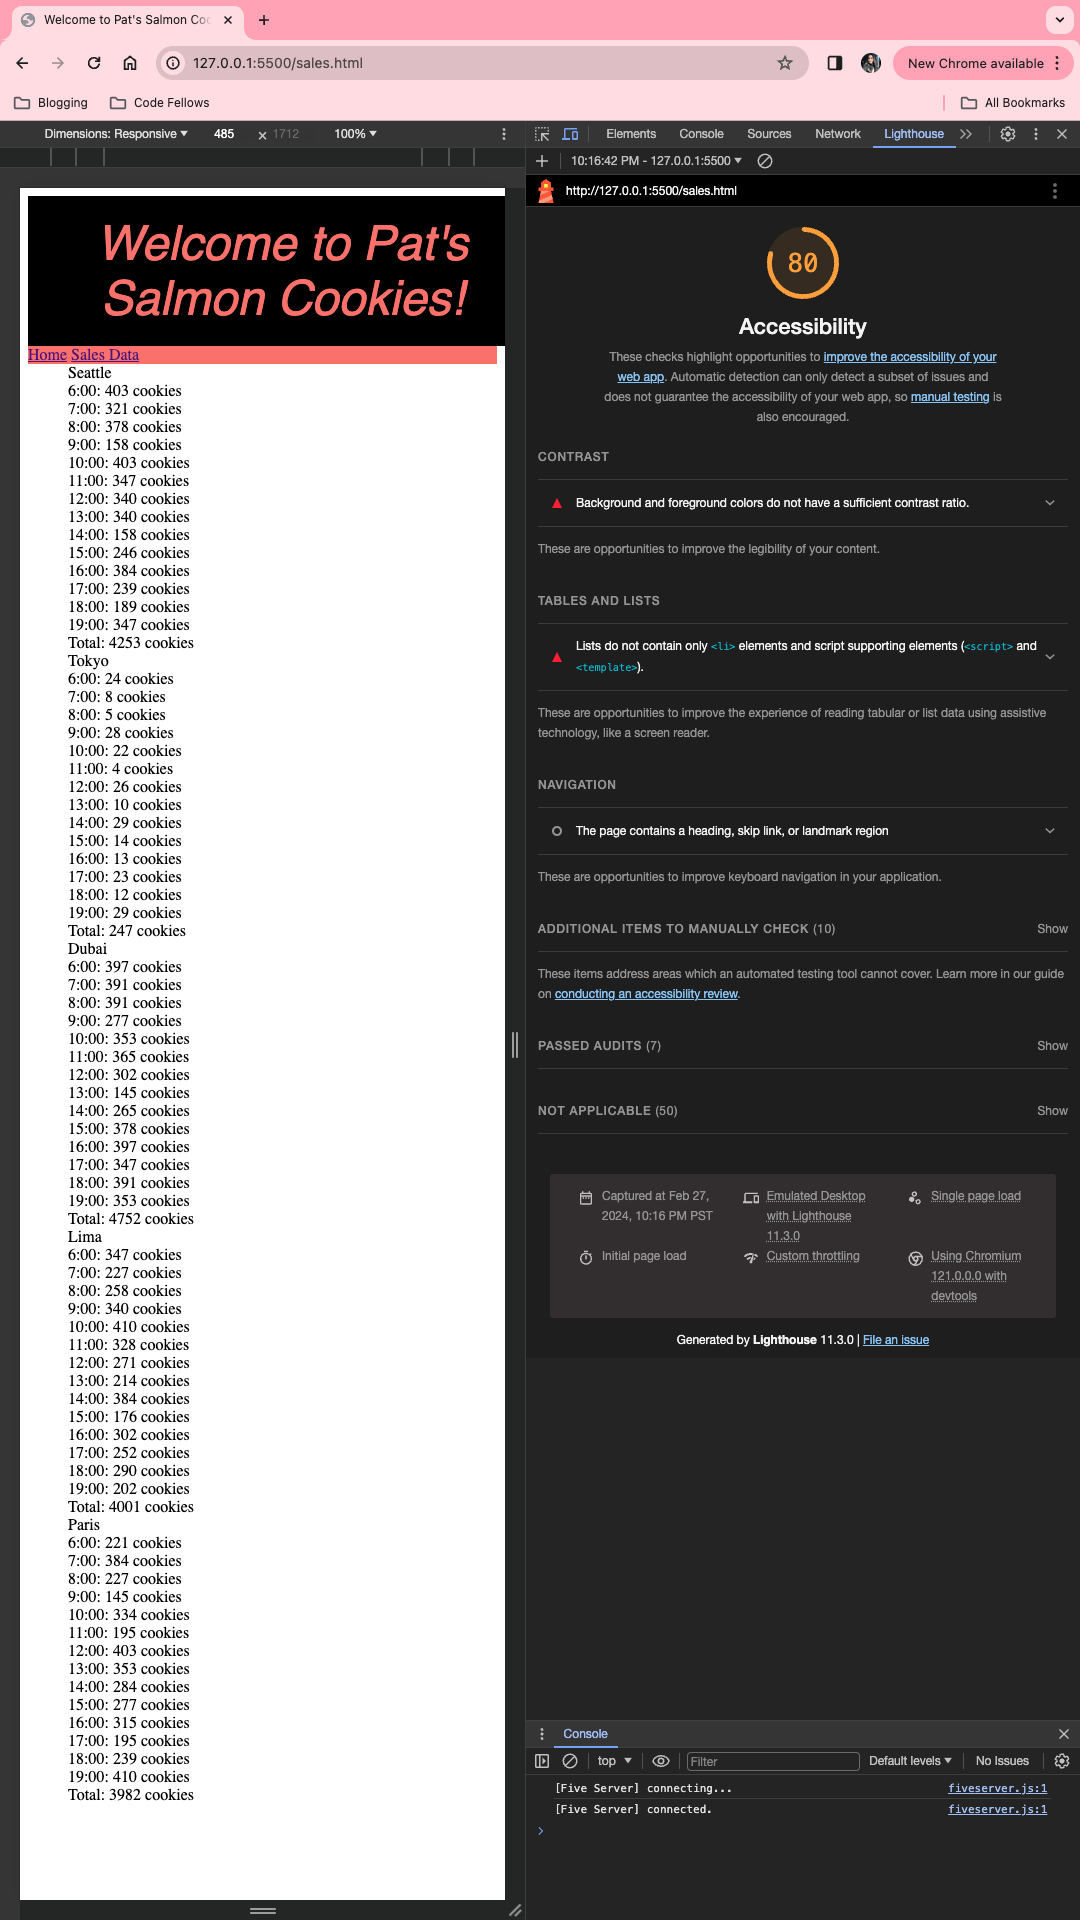 Welcome to Pat's Salmon Coo
127.0.0.1:5500/sales.html
New Chrome available
Blogging
Code Fellows
All Bookmarks
Dimensions: Responsive 485 × 1712 100%
Elements Console Sources Network Lighthouse
10:16:42 PM - 127.0.0.1:5500
http://127.0.0.1:5500/sales.html
Welcome to Pat's
Salmon Cookies!
Home Sales Data
Seattle
6:00: 403 cookies
7:00: 321 cookies
8:00: 378 cookies
9:00: 158 cookies
10:00: 403 cookies
11:00: 347 cookies
12:00: 340 cookies
13:00: 340 cookies
14:00: 158 cookies
15:00: 246 cookies
16:00: 384 cookies
17:00: 239 cookies
18:00: 189 cookies
19:00: 347 cookies
Total: 4253 cookies
Tokyo
6:00: 24 cookies
7:00: 8 cookies
8:00: 5 cookies
9:00: 28 cookies
10:00: 22 cookies
11:00: 4 cookies
12:00: 26 cookies
13:00: 10 cookies
14:00: 29 cookies
15:00: 14 cookies
16:00: 13 cookies
17:00: 23 cookies
18:00: 12 cookies
19:00: 29 cookies
Total: 247 cookies
Dubai
6:00: 397 cookies
7:00: 391 cookies
8:00: 391 cookies
9:00: 277 cookies
10:00: 353 cookies
11:00: 365 cookies
12:00: 302 cookies
13:00: 145 cookies
14:00: 265 cookies
15:00: 378 cookies
16:00: 397 cookies
17:00: 347 cookies
18:00: 391 cookies
19:00: 353 cookies
Total: 4752 cookies
Lima
6:00: 347 cookies
7:00: 227 cookies
8:00: 258 cookies
9:00: 340 cookies
10:00: 410 cookies
11:00: 328 cookies
12:00: 271 cookies
13:00: 214 cookies
14:00: 384 cookies
15:00: 176 cookies
16:00: 302 cookies
17:00: 252 cookies
18:00: 290 cookies
19:00: 202 cookies
Total: 4001 cookies
Paris
6:00: 221 cookies
7:00: 384 cookies
8:00: 227 cookies
9:00: 145 cookies
10:00: 334 cookies
11:00: 195 cookies
12:00: 403 cookies
13:00: 353 cookies
14:00: 284 cookies
15:00: 277 cookies
16:00: 315 cookies
17:00: 195 cookies
18:00: 239 cookies
19:00: 410 cookies
Total: 3982 cookies
80
Accessibility
These checks highlight opportunities to improve the accessibility of your
web app. Automatic detection can only detect a subset of issues and
does not guarantee the accessibility of your web app, so manual testing is
also encouraged.
CONTRAST
Background and foreground colors do not have a sufficient contrast ratio.
These are opportunities to improve the legibility of your content.
TABLES AND LISTS
Lists do not contain only <li> elements and script supporting elements (<script> and
<template>).
These are opportunities to improve the experience of reading tabular or list data using assistive
technology, like a screen reader.
NAVIGATION
The page contains a heading, skip link, or landmark region
These are opportunities to improve keyboard navigation in your application.
ADDITIONAL ITEMS TO MANUALLY CHECK (10) Show
These items address areas which an automated testing tool cannot cover. Learn more in our guide
on conducting an accessibility review.
PASSED AUDITS (7) Show
NOT APPLICABLE (50) Show
Captured at Feb 27,
2024, 10:16 PM PST
Emulated Desktop
with Lighthouse
11.3.0
Single page load
Initial page load
Custom throttling
Using Chromium
121.0.0.0 with
devtools
Generated by Lighthouse 11.3.0 | File an issue
Console
top Filter Default levels No Issues
[Five Server] connecting... fiveserver.js:1
[Five Server] connected. fiveserver.js:1